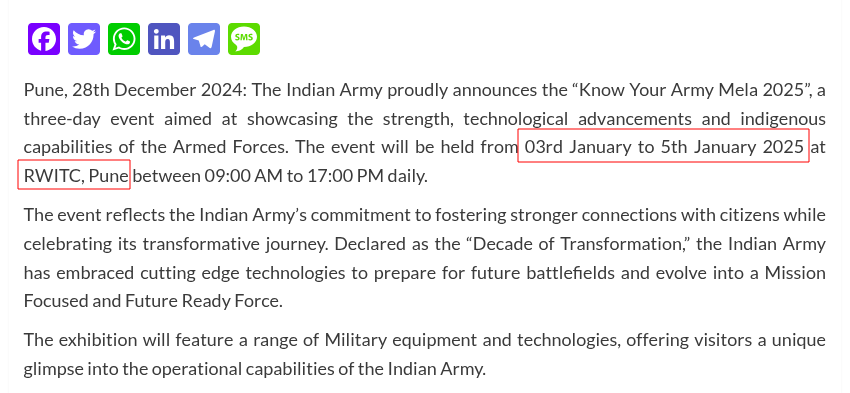 SMS
Pune, 28th December 2024: The Indian Army proudly announces the “Know Your Army Mela 2025”, a
three-day event aimed at showcasing the strength, technological advancements and indigenous
capabilities of the Armed Forces. The event will be held from 03rd January to 5th January 2025 at
RWITC, Pune between 09:00 AM to 17:00 PM daily.
The event reflects the Indian Army’s commitment to fostering stronger connections with citizens while
celebrating its transformative journey. Declared as the “Decade of Transformation,” the Indian Army
has embraced cutting edge technologies to prepare for future battlefields and evolve into a Mission
Focused and Future Ready Force.
The exhibition will feature a range of Military equipment and technologies, offering visitors a unique
glimpse into the operational capabilities of the Indian Army.